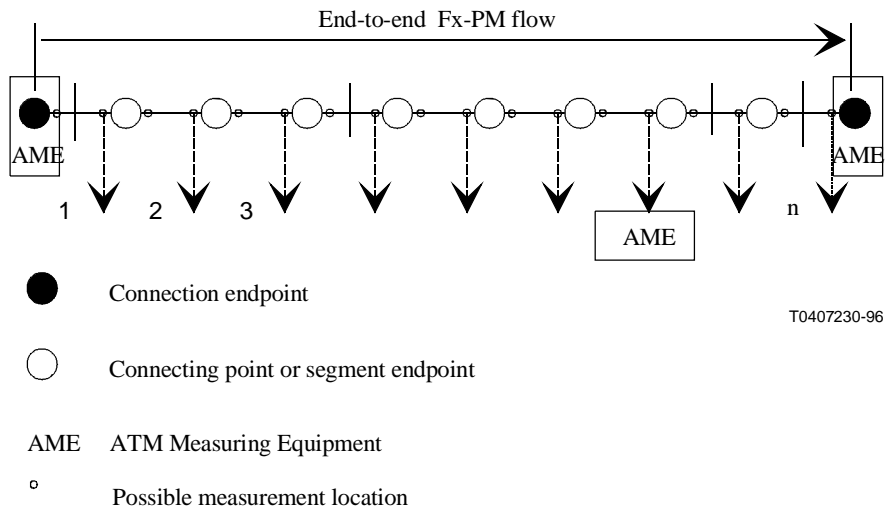 End-to-end Fx-PM flow
AME
AME
1
2
3
n
AME
Connection endpoint
T0407230-96
Connecting point or segment endpoint
AME ATM Measuring Equipment
Possible measurement location